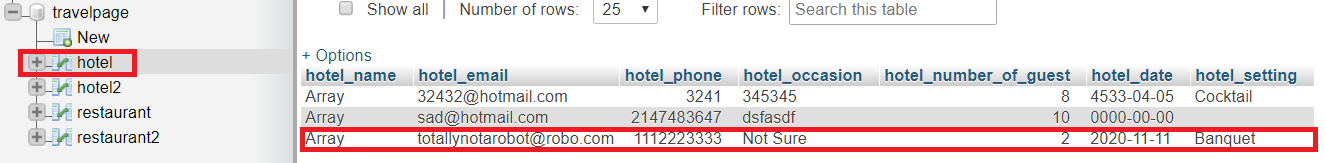 travelpage
New
hotel
hotel2
restaurant
restaurant2
Show all | Number of rows: 25 Filter rows: Search this table
+ Options
hotel_name hotel_email hotel_phone hotel_occasion hotel_number_of_guest hotel_date hotel_setting
Array 32432@hotmail.com 3241 345345 8 4533-04-05 Cocktail
Array sad@hotmail.com 2147483647 dsfasdf 10 0000-00-00
Array totallynotarobot@robo.com 1112223333 Not Sure 2 2020-11-11 Banquet